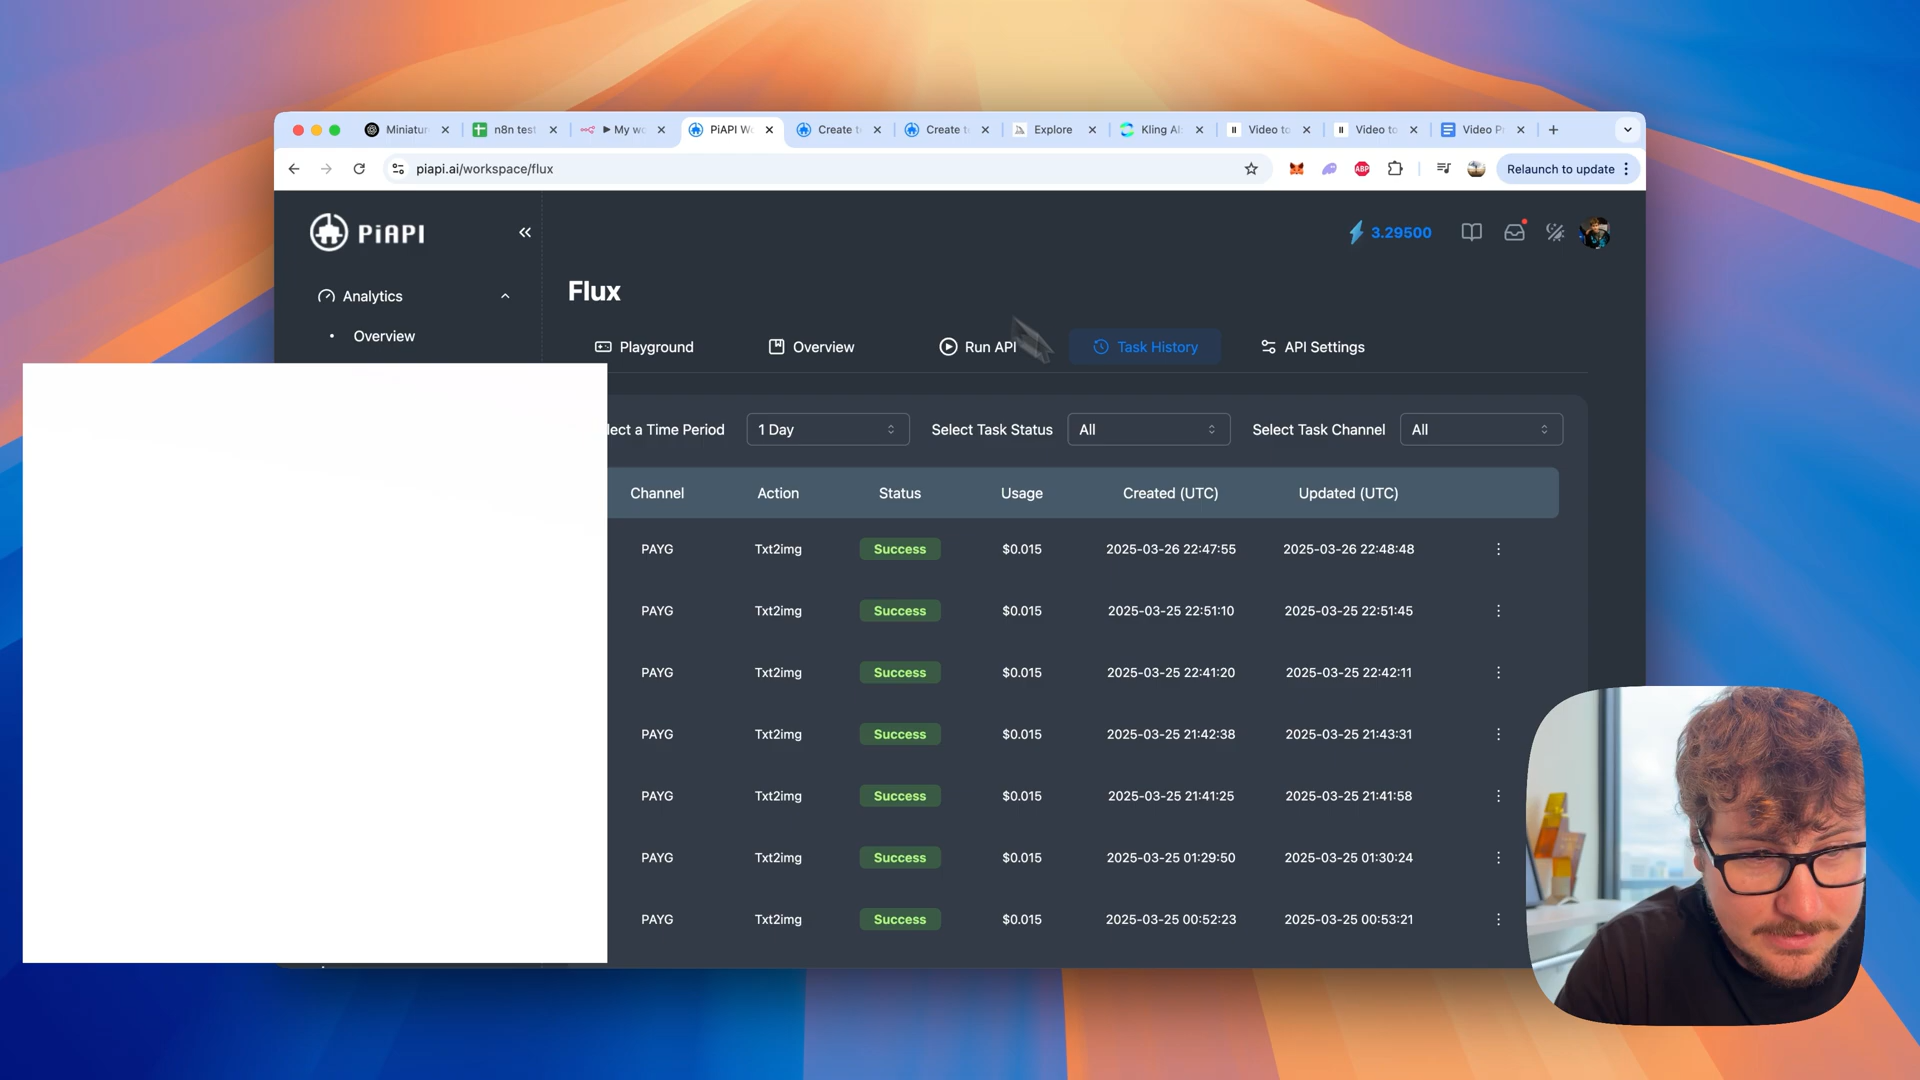 Miniatur
n8n test
▶ My wo
PiAPI Wo
Create t
Create t
Explore
Kling AI
Video to
Video to
Video P
piapi.ai/workspace/flux
ABP
Relaunch to update
PiAPI
3.29500
Analytics
Overview
Flux
Playground
Overview
Run API
Task History
API Settings
lect a Time Period
1 Day
Select Task Status
All
Select Task Channel
All
Channel Action Status Usage Created (UTC) Updated (UTC)
PAYG Txt2img Success $0.015 2025-03-26 22:47:55 2025-03-26 22:48:48
PAYG Txt2img Success $0.015 2025-03-25 22:51:10 2025-03-25 22:51:45
PAYG Txt2img Success $0.015 2025-03-25 22:41:20 2025-03-25 22:42:11
PAYG Txt2img Success $0.015 2025-03-25 21:42:38 2025-03-25 21:43:31
PAYG Txt2img Success $0.015 2025-03-25 21:41:25 2025-03-25 21:41:58
PAYG Txt2img Success $0.015 2025-03-25 01:29:50 2025-03-25 01:30:24
PAYG Txt2img Success $0.015 2025-03-25 00:52:23 2025-03-25 00:53:21